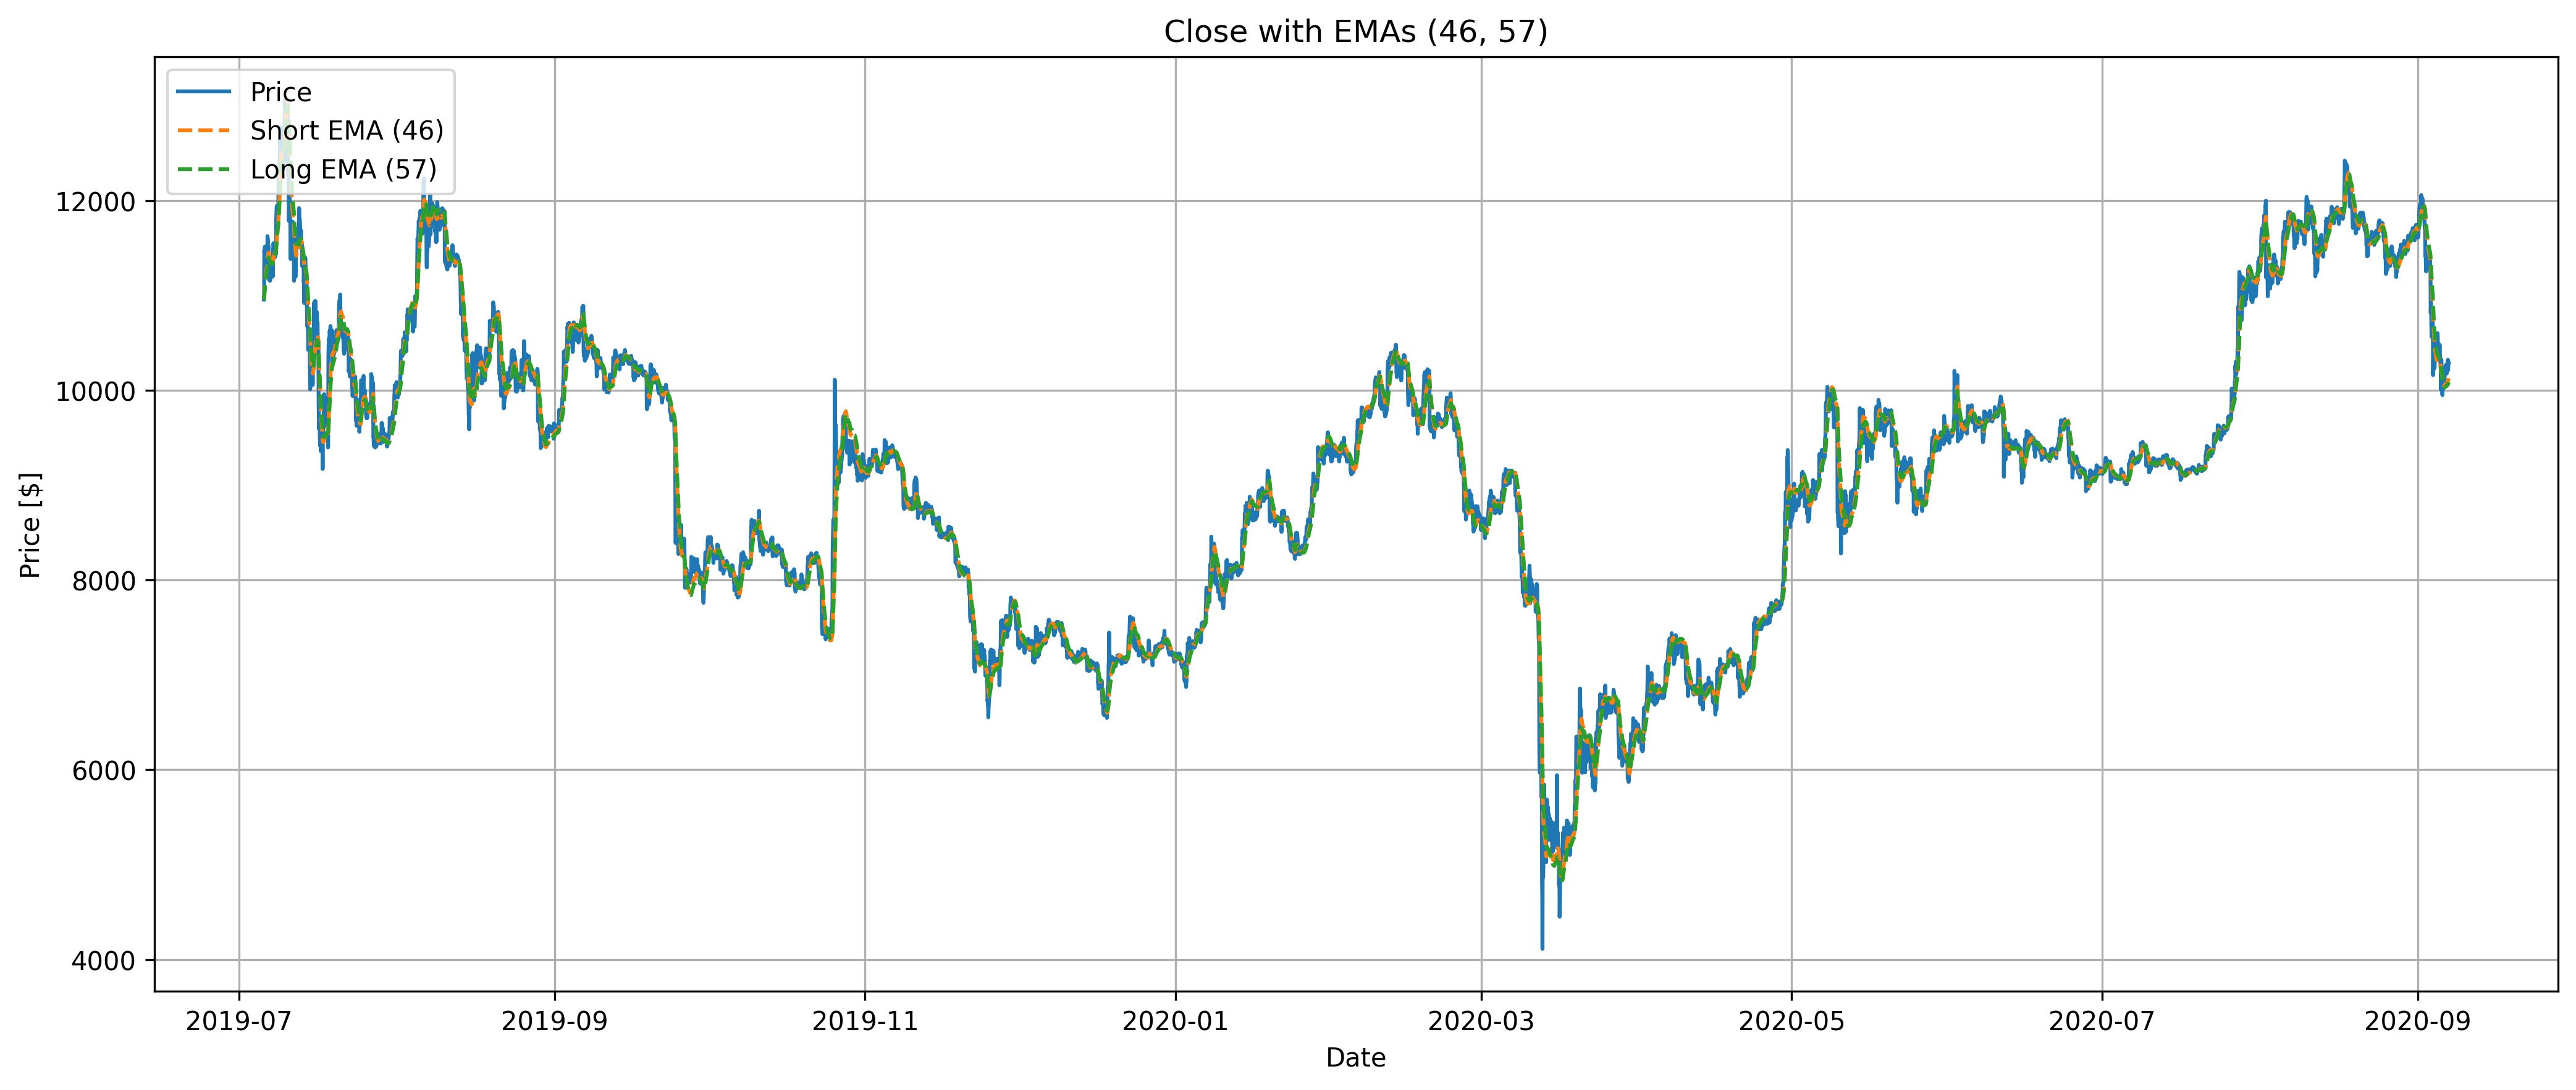 Close with EMAs (46, 57)
Price
Short EMA (46)
Long EMA (57)
12000
10000
8000
6000
4000
Price [$]
2019-07 2019-09 2019-11 2020-01 2020-03 2020-05 2020-07 2020-09
Date